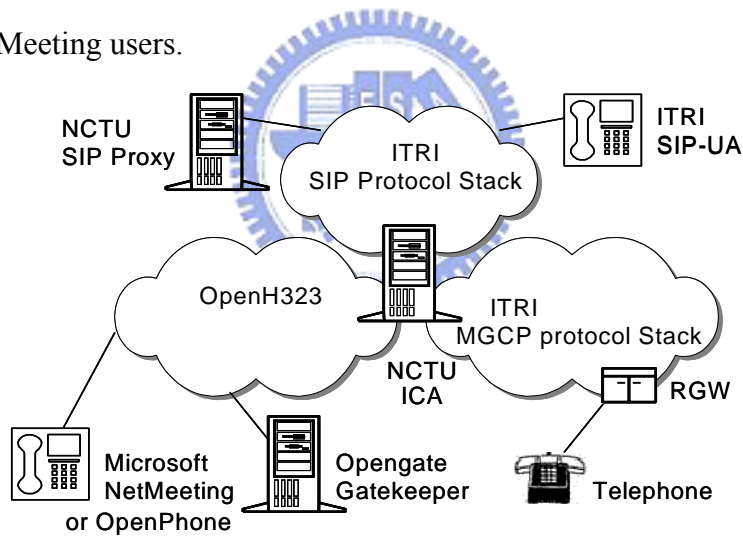 Meeting users.
NCTU
SIP Proxy
ITRI
SIP Protocol Stack
ITRI
SIP-UA
OpenH323
ITRI
MGCP protocol Stack
NCTU
ICA
RGW
Microsoft
NetMeeting
or OpenPhone
Opengate
Gatekeeper
Telephone